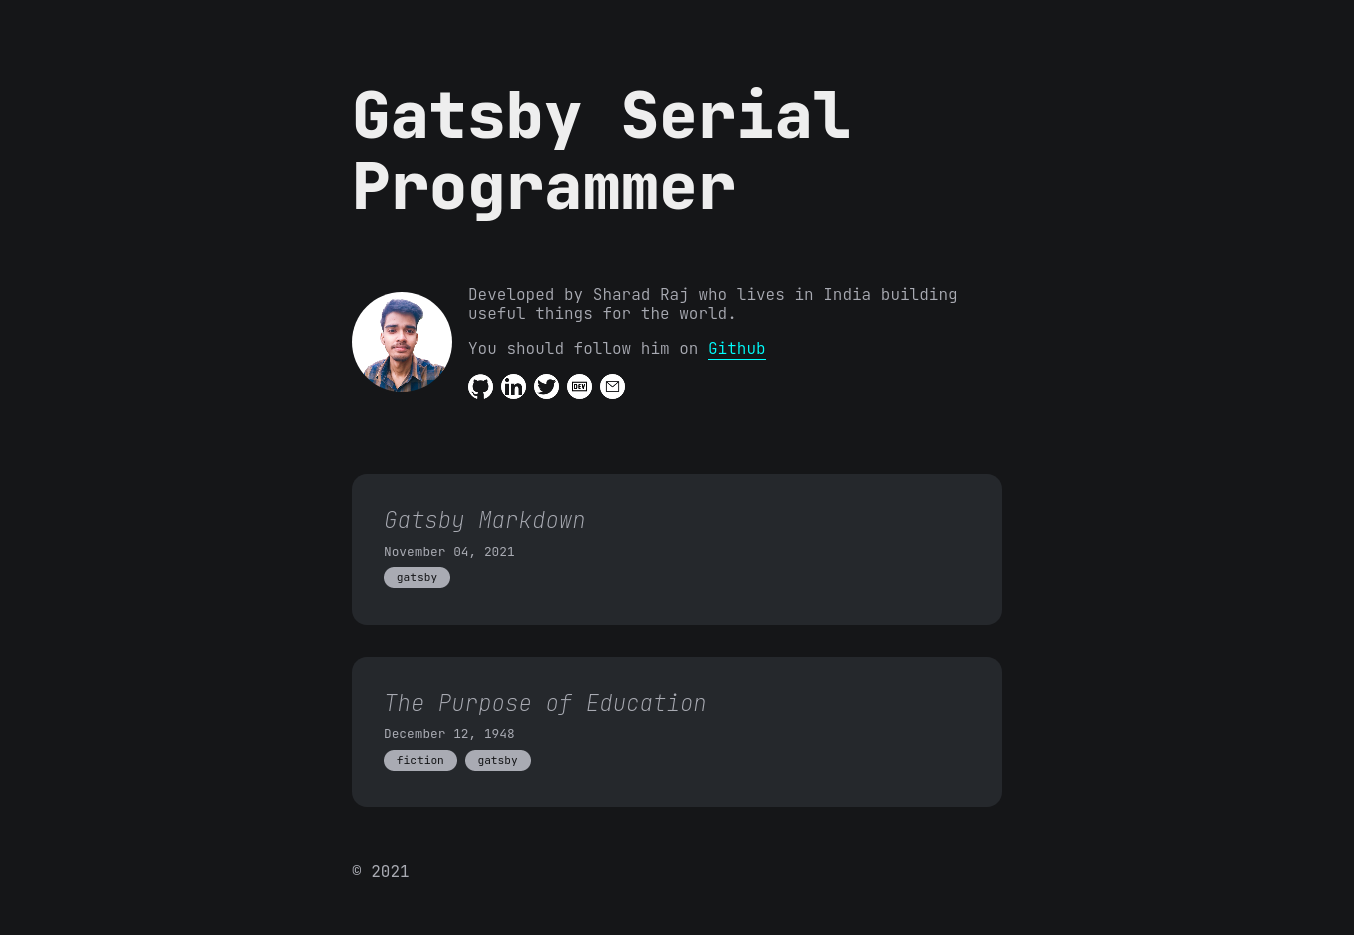 Gatsby Serial
Programmer
Developed by Sharad Raj who lives in India building
useful things for the world.
You should follow him on Github
in DEV
Gatsby Markdown
November 04, 2021
gatsby
The Purpose of Education
December 12, 1948
fiction gatsby
© 2021